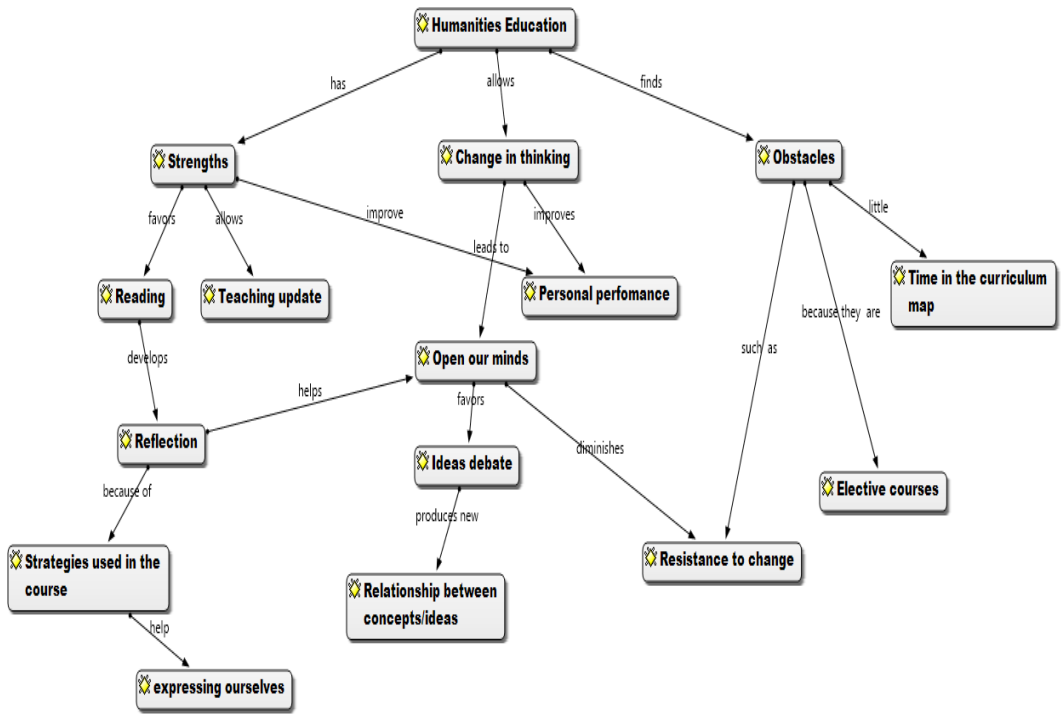 Humanities Education
has
allows
finds
Strengths
Change in thinking
Obstacles
favors
allows
improve
improves
little
leads to
Reading
Teaching update
Personal perfomance
Time in the curriculum
map
because they are
such as
develops
Open our minds
helps
favors
Reflection
Ideas debate
diminishes
because of
Elective courses
produces new
Strategies used in the
course
Resistance to change
Relationship between
concepts/ideas
help
expressing ourselves